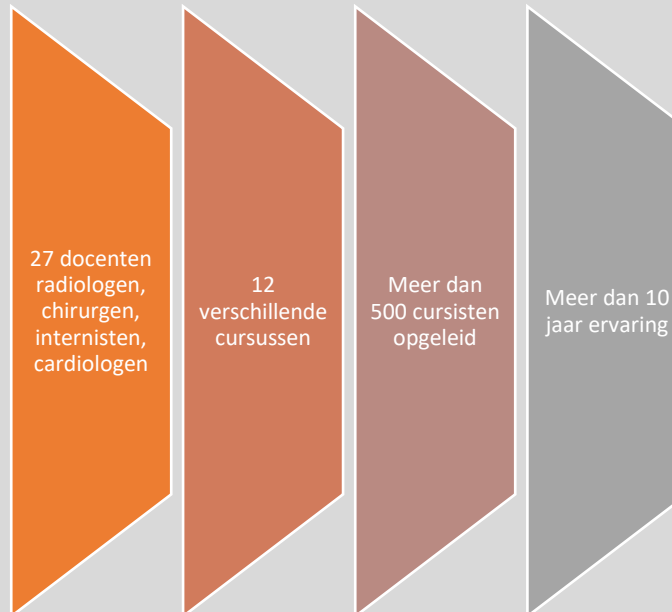 27 docenten
radiologen,
chirurgen,
internisten,
cardiologen
12
verschillende
cursussen
Meer dan
500 cursisten
opgeleid
Meer dan 10
jaar ervaring